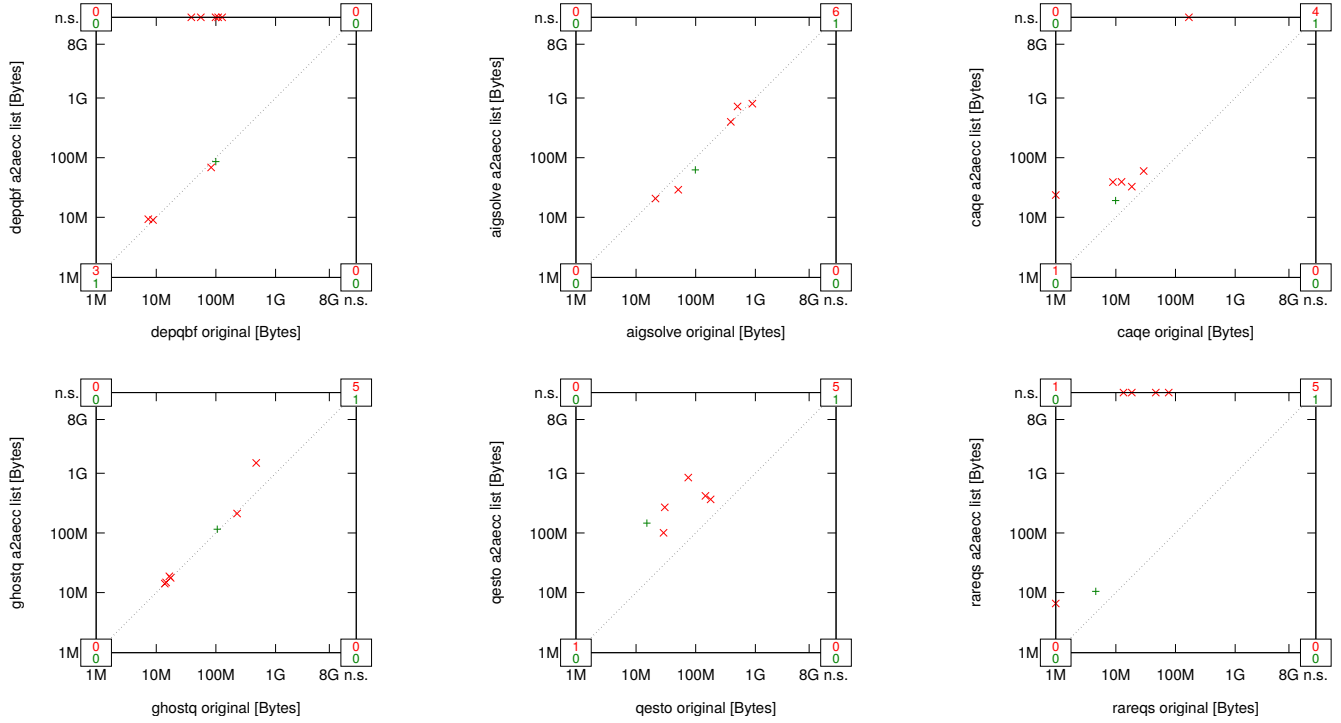 depqbf a2aecc list [Bytes]
n.s.
8G
1G
100M
10M
1M
0
0
0
0
3
1
0
0
1M 10M 100M 1G 8G n.s.
depqbf original [Bytes]
aigsolve a2aecc list [Bytes]
n.s.
8G
1G
100M
10M
1M
0
0
6
1
0
0
0
0
1M 10M 100M 1G 8G n.s.
aigsolve original [Bytes]
caqe a2aecc list [Bytes]
n.s.
8G
1G
100M
10M
1M
0
0
4
1
1
0
0
0
1M 10M 100M 1G 8G n.s.
caqe original [Bytes]
ghostq a2aecc list [Bytes]
n.s.
8G
1G
100M
10M
1M
0
0
5
1
0
0
0
0
1M 10M 100M 1G 8G n.s.
ghostq original [Bytes]
qesto a2aecc list [Bytes]
n.s.
8G
1G
100M
10M
1M
0
0
5
1
1
0
0
0
1M 10M 100M 1G 8G n.s.
qesto original [Bytes]
rareqs a2aecc list [Bytes]
n.s.
8G
1G
100M
10M
1M
1
0
5
1
0
0
0
0
1M 10M 100M 1G 8G n.s.
rareqs original [Bytes]